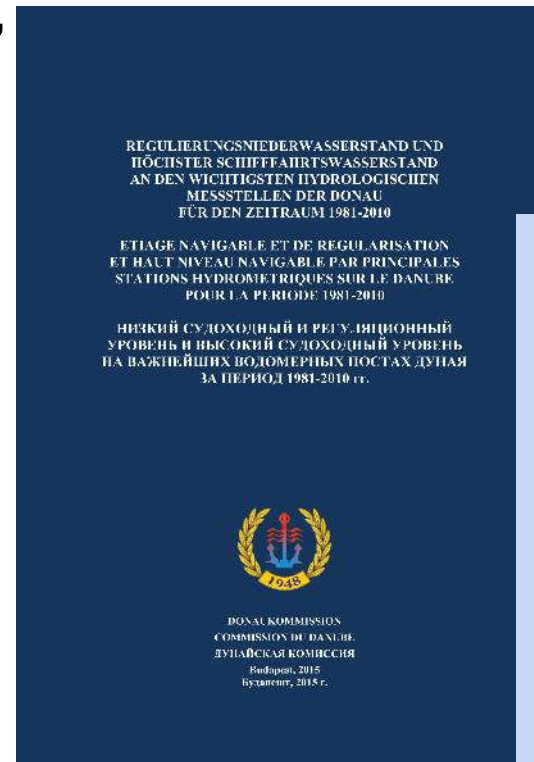 REGULIERUNGSNIEDERWASSERSTAND UND
HÖCHSTER SCHIFFFAHRTSWASSERSTAND
AN DEN WICHTIGSTEN HYDROLOGISCHEN
MESSSTELLEN DER DONAU
FÜR DEN ZEITRAUM 1981-2010
ETIAGE NAVIGABLE ET DE REGULARISATION
ET HAUT NIVEAU NAVIGABLE PAR PRINCIPALES
STATIONS HYDROMETRIQUES SUR LE DANUBE
POUR LA PERIODE 1981-2010
НИЗКИЙ СУДОХОДНЫЙ И РЕГУЛЯЦИОННЫЙ
УРОВЕНЬ И ВЫСОКИЙ СУДОХОДНЫЙ УРОВЕНЬ
НА ВАЖНЕЙШИХ ВОДОМЕРНЫХ ПОСТАХ ДУНАЯ
ЗА ПЕРИОД 1981-2010 гг.
1948
DONAUKOMMISSION
COMMISSION DU DANUBE
ДУНАЙСКАЯ КОМИССИЯ
Budapest, 2015
Будапешт, 2015 г.